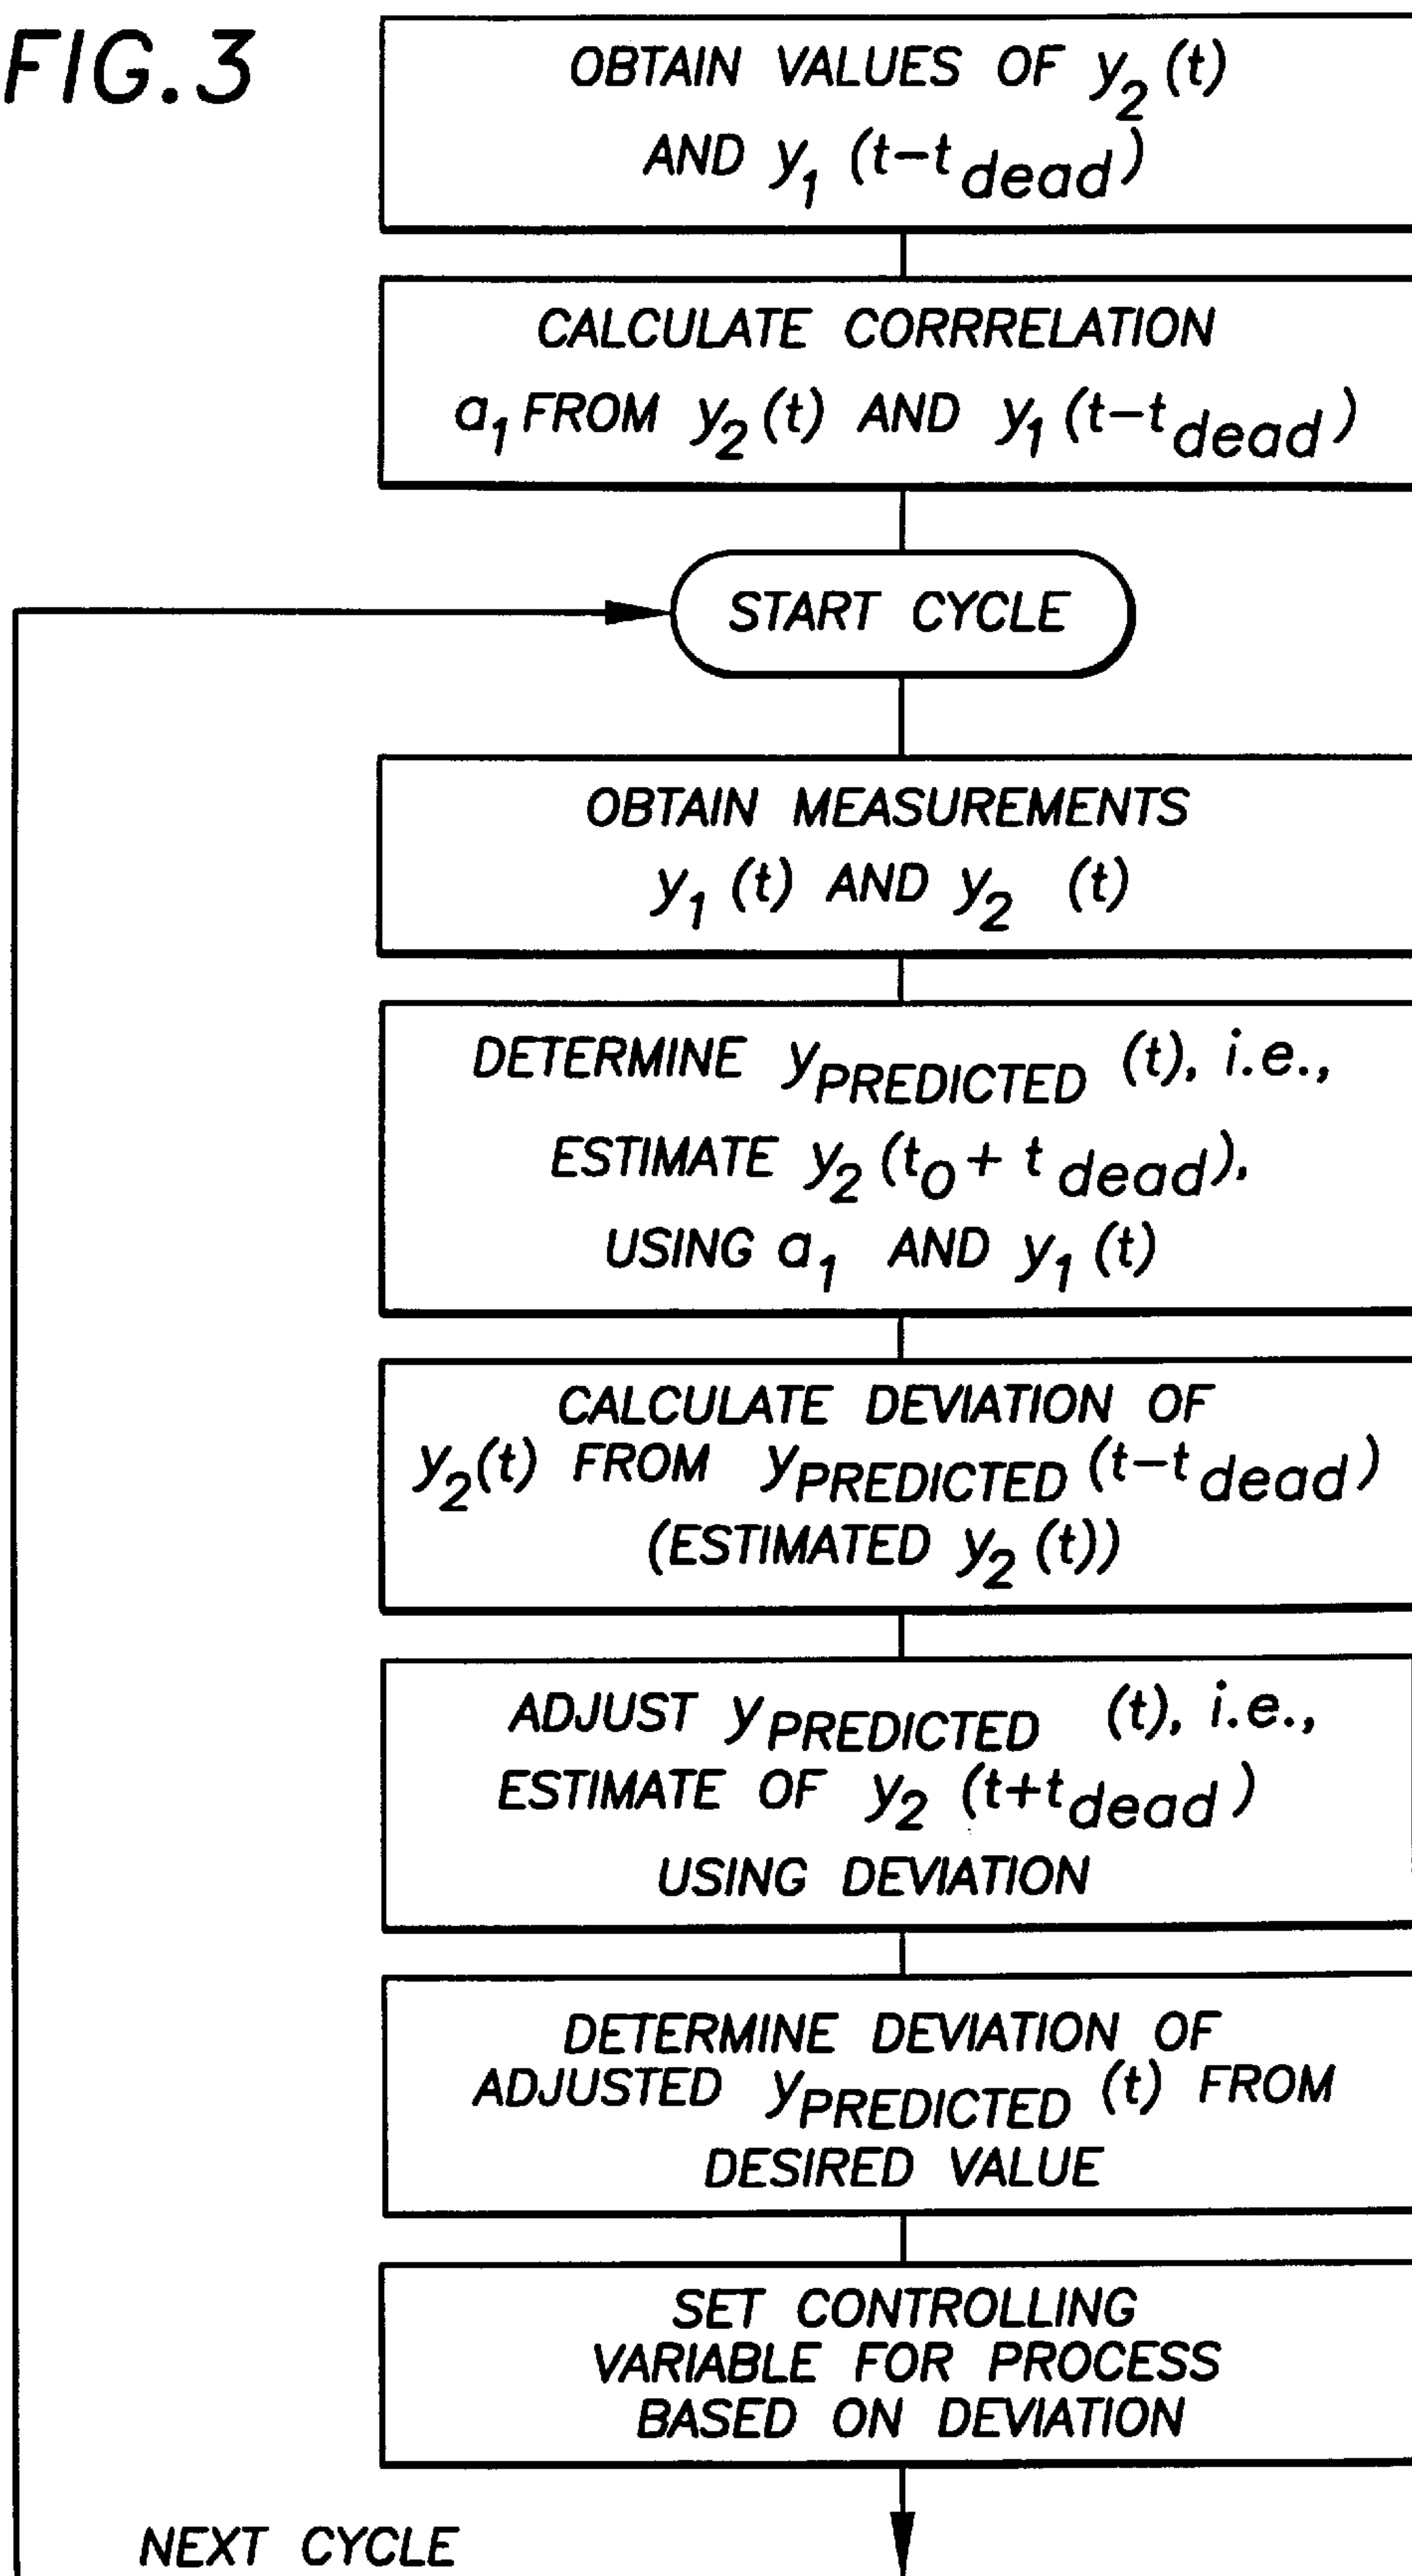 FIG.3
OBTAIN VALUES OF y2 (t)
AND y1 (t-tdead)
CALCULATE CORRRELATION
a1 FROM y2 (t) AND y1 (t-tdead)
START CYCLE
OBTAIN MEASUREMENTS
y1 (t) AND y2 (t)
DETERMINE yPREDICTED (t), i.e.,
ESTIMATE y2 (t0 + tdead).
USING a1 AND y1 (t)
CALCULATE DEVIATION OF
y2(t) FROM yPREDICTED (t-tdead)
(ESTIMATED y2 (t))
ADJUST yPREDICTED (t), i.e.,
ESTIMATE OF y2 (t+tdead)
USING DEVIATION
DETERMINE DEVIATION OF
ADJUSTED yPREDICTED (t) FROM
DESIRED VALUE
SET CONTROLLING
VARIABLE FOR PROCESS
BASED ON DEVIATION
NEXT CYCLE